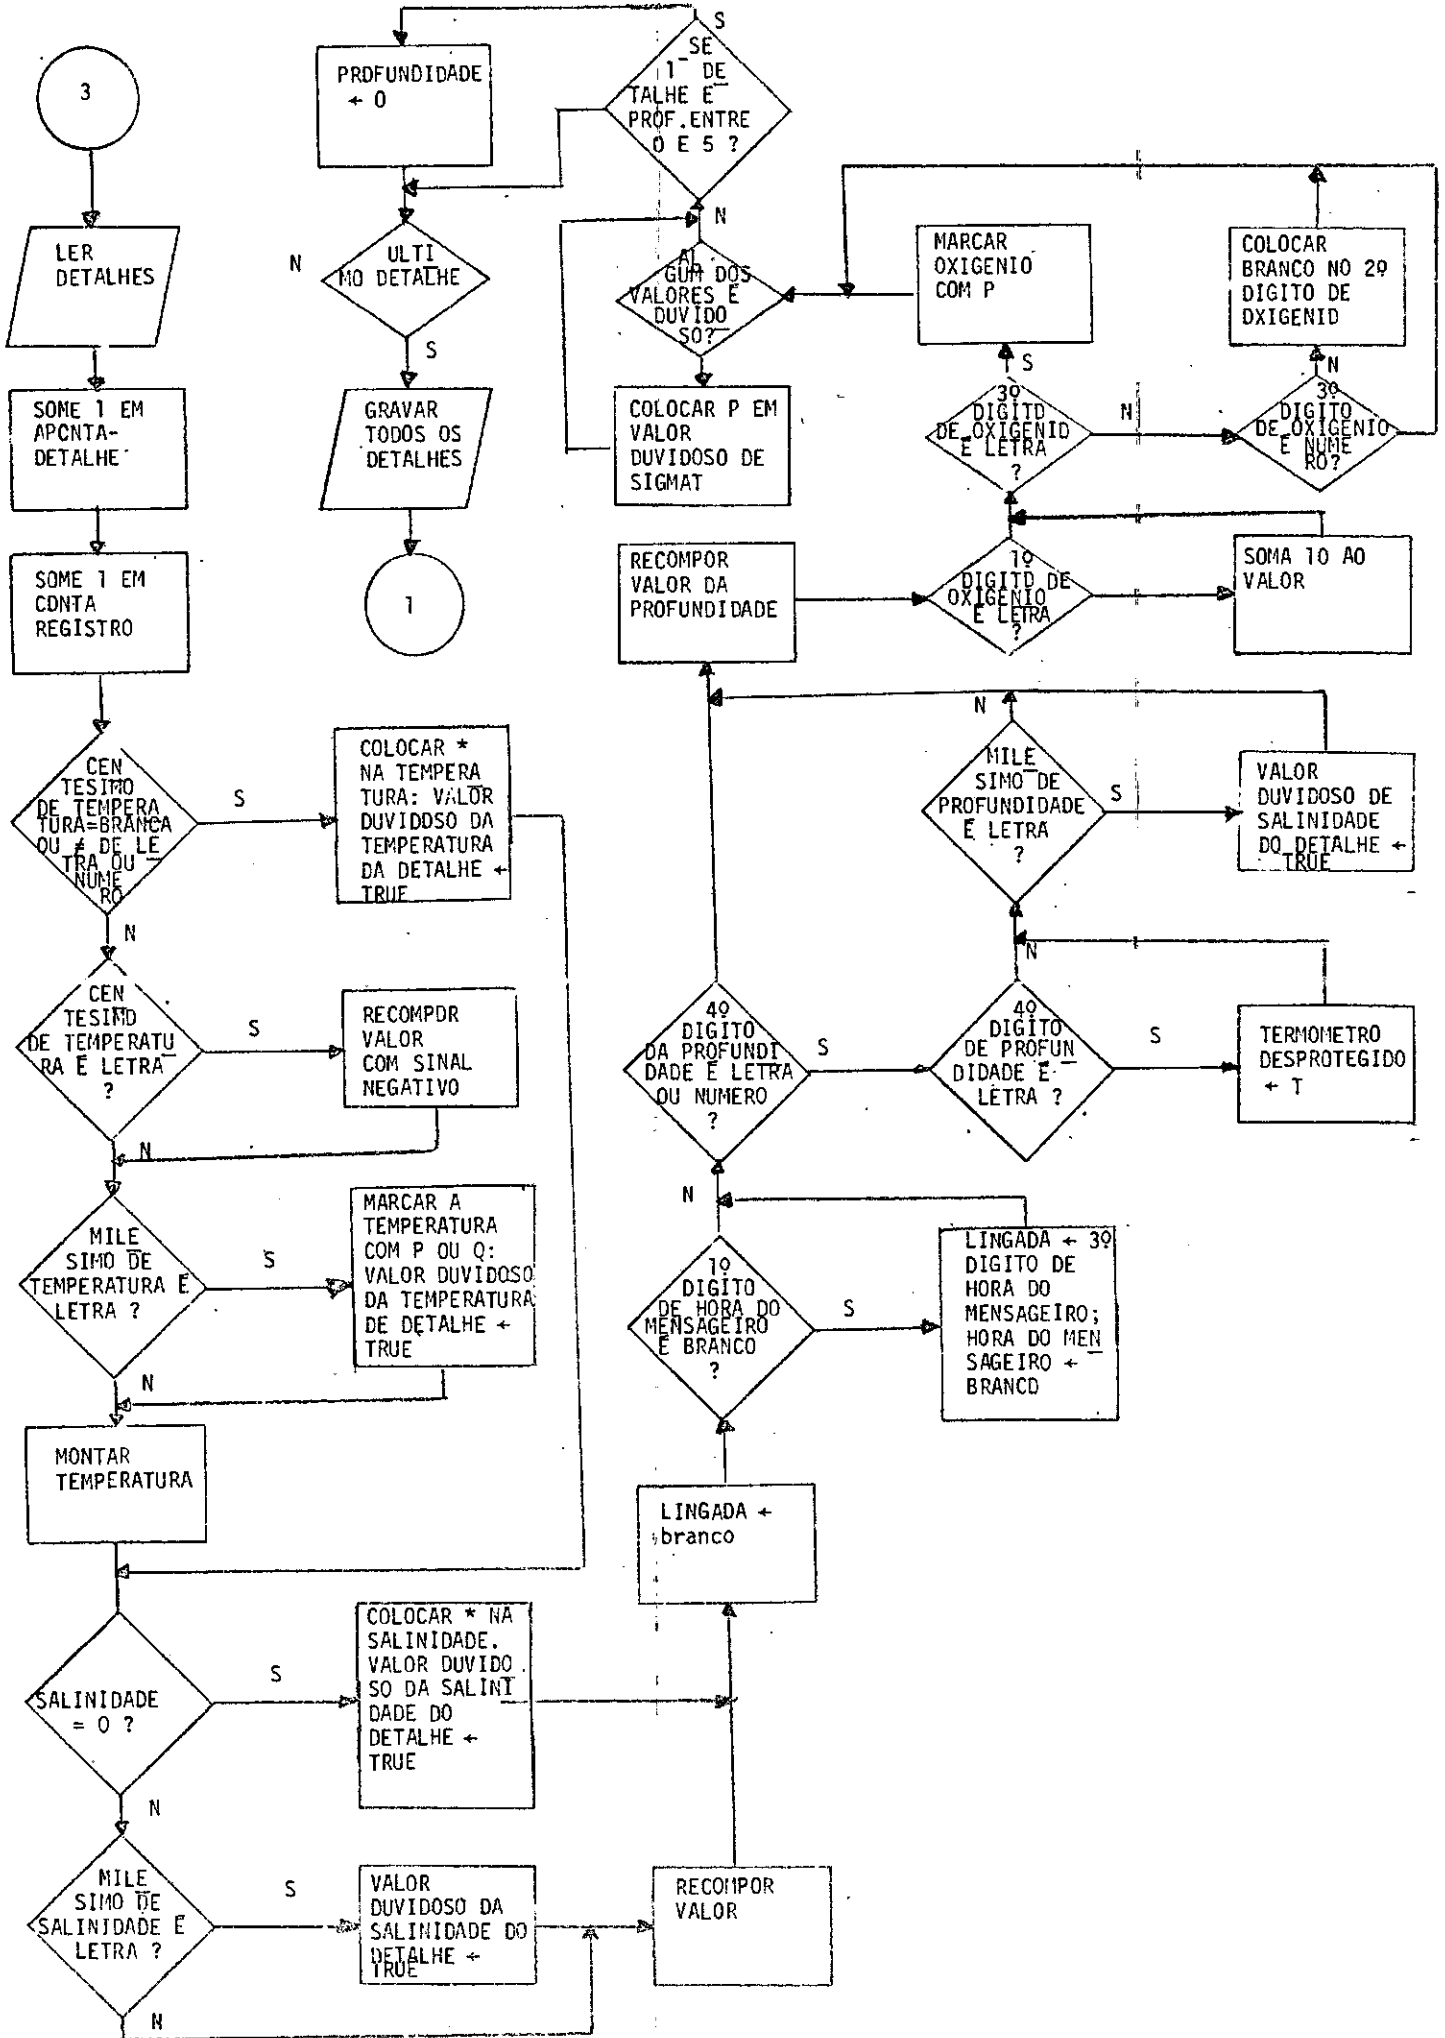 3
LER
DETALHES
SOME 1 EM
APONTA-
DETALHE
SOME 1 EM
CONTA
REGISTRO
CEN
TESIMO
DE TEMPERA
TURA=BRANCA
OU ≠ DE LE
TRA OU
NUME
RO
S
COLOCAR *
NA TEMPERA
TURA: VALOR
DUVIDOSO DA
TEMPERATURA
DA DETALHE ←
TRUE
N
CEN
TESIMO
DE TEMPERATU
RA E LETRA
?
S
RECOMPOR
VALOR
COM SINAL
NEGATIVO
N
MILE
SIMO DE
TEMPERATURA E
LETRA ?
S
MARCAR A
TEMPERATURA
COM P OU Q:
VALOR DUVIDOSO
DA TEMPERATURA
DE DETALHE ←
TRUE
N
MONTAR
TEMPERATURA
SALINIDADE
= 0 ?
S
COLOCAR * NA
SALINIDADE.
VALOR DUVIDO
SO DA SALINI
DADE DO
DETALHE ←
TRUE
N
MILE
SIMO DE
SALINIDADE E
LETRA ?
S
VALOR
DUVIDOSO DA
SALINIDADE DO
DETALHE ←
TRUE
N
RECOMPOR
VALOR
LINGADA ←
branco
1º
DIGITO
DE HORA DO
MENSAGEIRO
E BRANCO
?
S
LINGADA ← 3º
DIGITO DE
HORA DO
MENSAGEIRO;
HORA DO MEN
SAGEIRO ←
BRANCO
N
4º
DIGITO
DA PROFUNDI
DADE E LETRA
OU NUMERO
?
S
4º
DIGITO
DE PROFUN
DIDADE E
LETRA ?
S
TERMOMETRO
DESPROTEGIDO
← T
N
MILE
SIMO DE
PROFUNDIDADE
E LETRA
?
S
VALOR
DUVIDOSO DE
SALINIDADE
DO DETALHE ←
TRUE
N
RECOMPOR
VALOR DA
PROFUNDIDADE
1º
DIGITO DE
OXIGENIO
E LETRA
?
SOMA 10 AO
VALOR
3º
DIGITO
DE OXIGENIO
E LETRA
?
N
3º
DIGITO
DE OXIGENIO
E NUME
RO?
S
MARCAR
OXIGENIO
COM P
N
COLOCAR
BRANCO NO 2º
DIGITO DE
OXIGENIO
AL
GUM DOS
VALORES E
DUVIDO
SO?
COLOCAR P EM
VALOR
DUVIDOSO DE
SIGMAT
N
SE
1 DE
TALHE E
PROF.ENTRE
0 E 5 ?
S
PROFUNDIDADE
← 0
ULTI
MO DETALHE
N
S
GRAVAR
TODOS OS
DETALHES
1